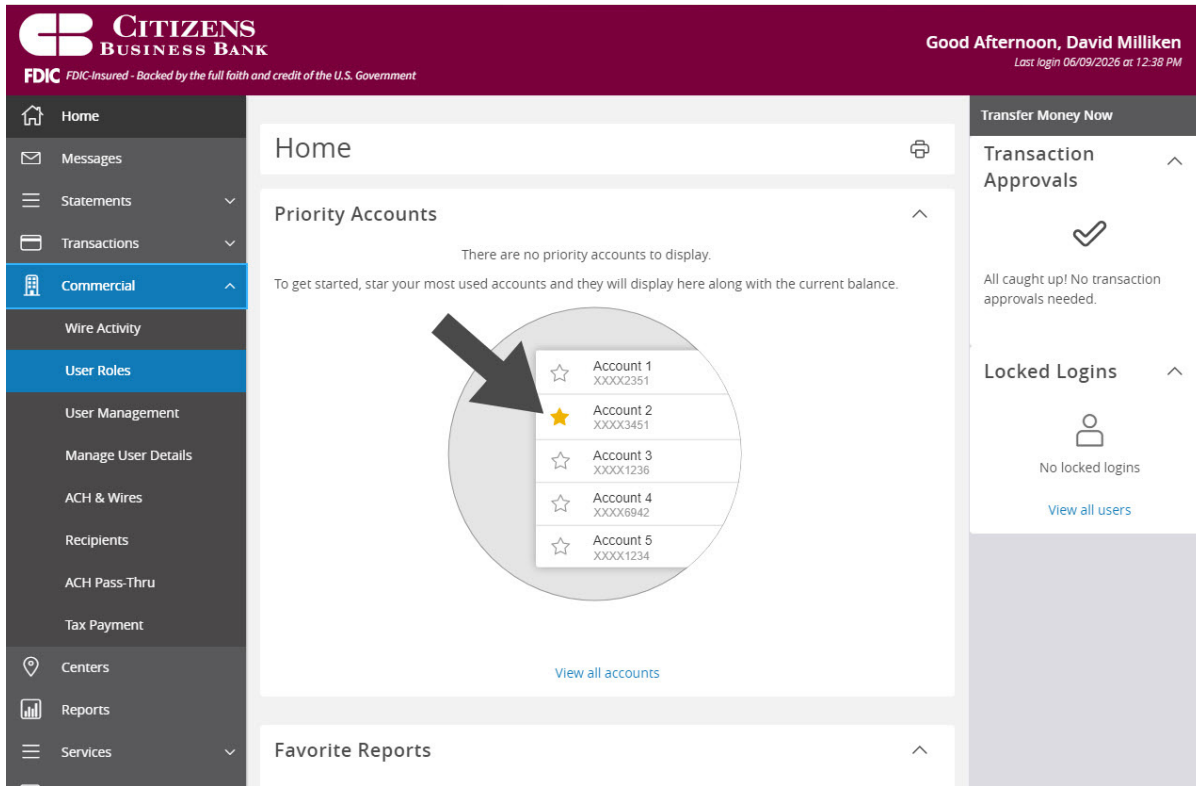 CITIZENS
BUSINESS BANK
FDIC FDIC-Insured - Backed by the full faith and credit of the U.S. Government
Good Afternoon, David Milliken
Last login 06/09/2026 at 12:38 PM
Home
Messages
Statements
Transactions
Commercial
Wire Activity
User Roles
User Management
Manage User Details
ACH & Wires
Recipients
ACH Pass-Thru
Tax Payment
Centers
Reports
Services
Home
Priority Accounts
There are no priority accounts to display.
To get started, star your most used accounts and they will display here along with the current balance.
Account 1
XXXX2351
Account 2
XXXX3451
Account 3
XXXX1236
Account 4
XXXX6942
Account 5
XXXX1234
View all accounts
Favorite Reports
Transfer Money Now
Transaction
Approvals
All caught up! No transaction
approvals needed.
Locked Logins
No locked logins
View all users